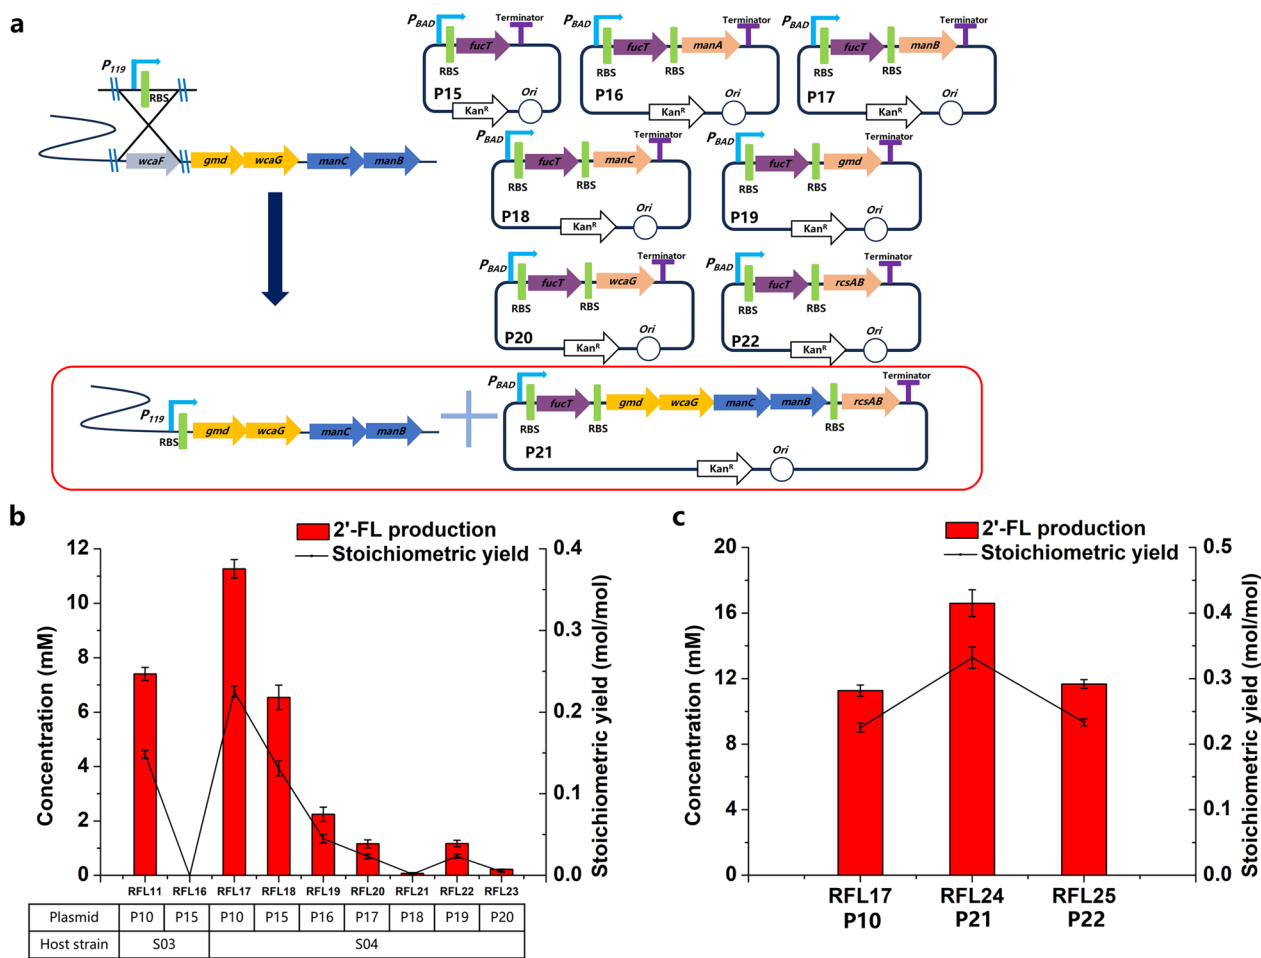 a
P119
RBS
wcaF
gmd
wcaG
manC
manB
PBAD
Terminator
fucT
RBS
P15
KanR
Ori
PBAD
Terminator
fucT
manA
RBS
RBS
P16
KanR
Ori
PBAD
Terminator
fucT
manB
RBS
RBS
P17
KanR
Ori
PBAD
Terminator
fucT
manC
RBS
RBS
P18
KanR
Ori
PBAD
Terminator
fucT
gmd
RBS
RBS
P19
KanR
Ori
PBAD
Terminator
fucT
wcaG
RBS
RBS
P20
KanR
Ori
PBAD
Terminator
fucT
rcsAB
RBS
RBS
P22
KanR
Ori
P119
RBS
gmd
wcaG
manC
manB
PBAD
Terminator
fucT
gmd
wcaG
manC
manB
rcsAB
RBS
RBS
RBS
P21
KanR
Ori
b
2'-FL production
Stoichiometric yield
Concentration (mM)
12
10
8
6
4
2
0
Stoichiometric yield (mol/mol)
0.4
0.3
0.2
0.1
0.0
RFL11 RFL16 RFL17 RFL18 RFL19 RFL20 RFL21 RFL22 RFL23
Plasmid P10 P15 P10 P15 P16 P17 P18 P19 P20
Host strain S03 S04
c
2'-FL production
Stoichiometric yield
Concentration (mM)
20
16
12
8
4
0
Stoichiometric yield (mol/mol)
0.5
0.4
0.3
0.2
0.1
0.0
RFL17 RFL24 RFL25
P10 P21 P22